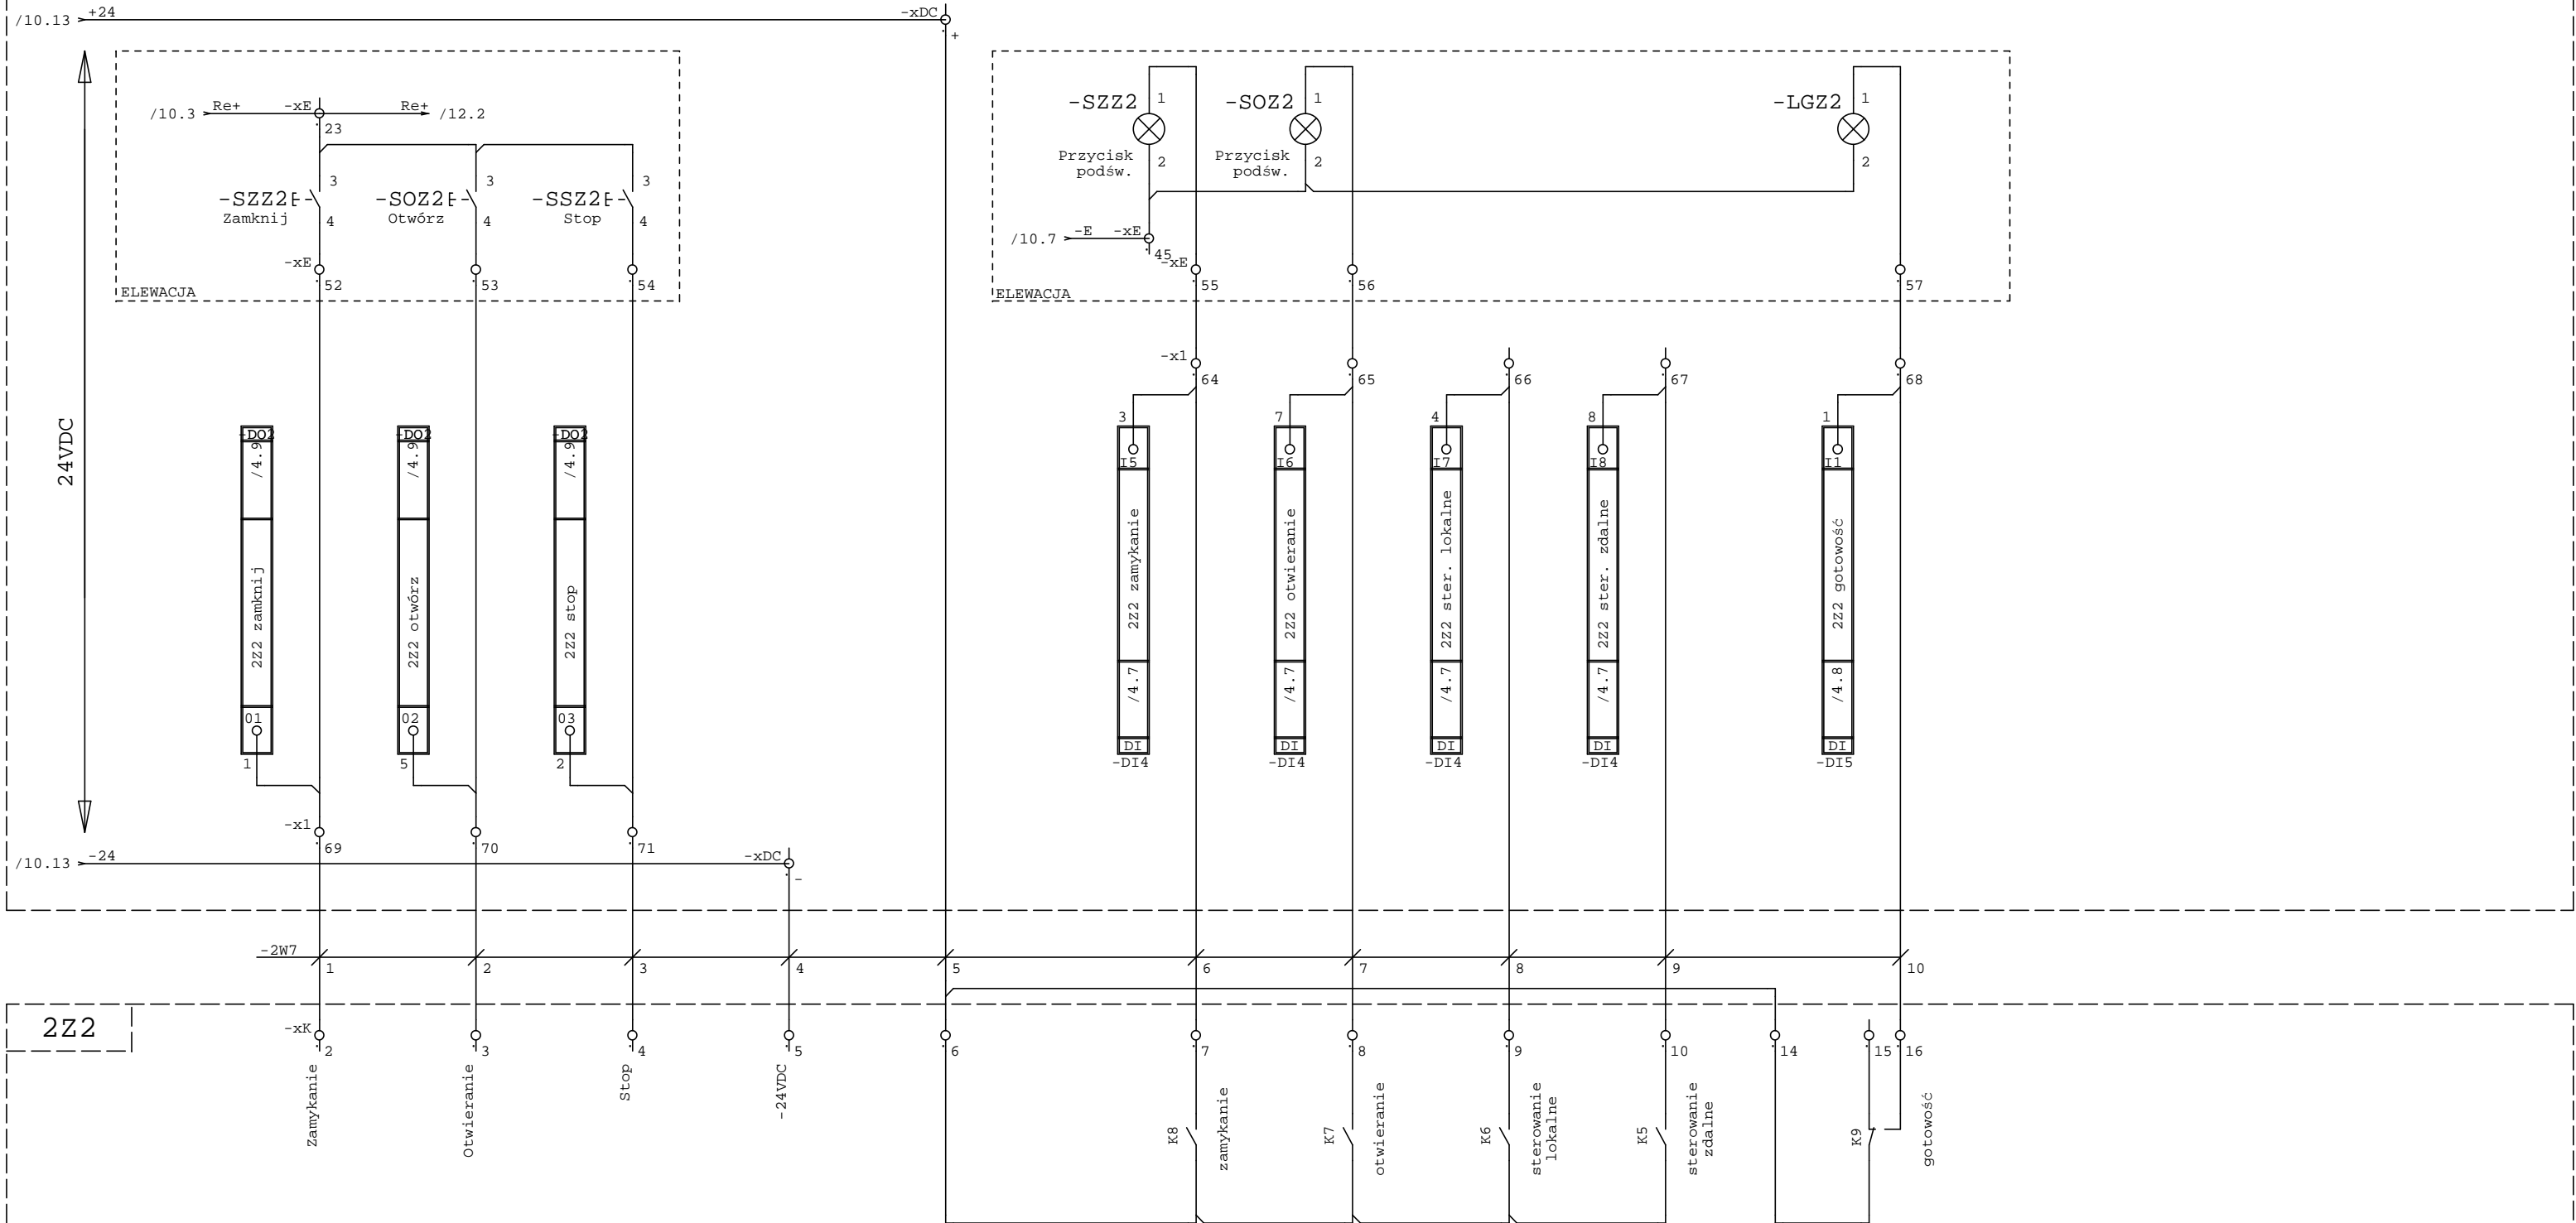 /10.13 +24 -xDC
+
/10.3 Re+ -xE Re+ /12.2
23
-SZZ2 3 -SOZ2 3 -SSZ2 3
Zamknij 4 Otwórz 4 Stop 4
-xE
52 53 54
ELEWACJA
-SZZ2 1 -SOZ2 1 -LGZ2 1
Przycisk 2 Przycisk 2 2
podśw. podśw.
/10.7 -E -xE
45
-xE
55 56 57
ELEWACJA
24VDC
-x1
64 65 66 67 68
-DO2 -DO2 -DO2
/4.9 /4.9 /4.9
2Z2 zamknij
2Z2 otwórz
2Z2 stop
01 02 03
1 5 2
3 7 4 8 1
I5 I6 I7 I8 I1
2Z2 zamykanie
2Z2 otwieranie
2Z2 ster. lokalne
2Z2 ster. zdalne
2Z2 gotowość
/4.7 /4.7 /4.7 /4.7 /4.8
DI DI DI DI DI
-DI4 -DI4 -DI4 -DI4 -DI5
-x1
69 70 71
/10.13 -24 -xDC
-
-2W7
1 2 3 4 5 6 7 8 9 10
2Z2
-xK
2 3 4 5 6 7 8 9 10 14 15 16
Zamykanie
Otwieranie
Stop
-24VDC
K8
zamykanie
K7
otwieranie
K6
sterowanie
lokalne
K5
sterowanie
zdalne
K9
gotowość